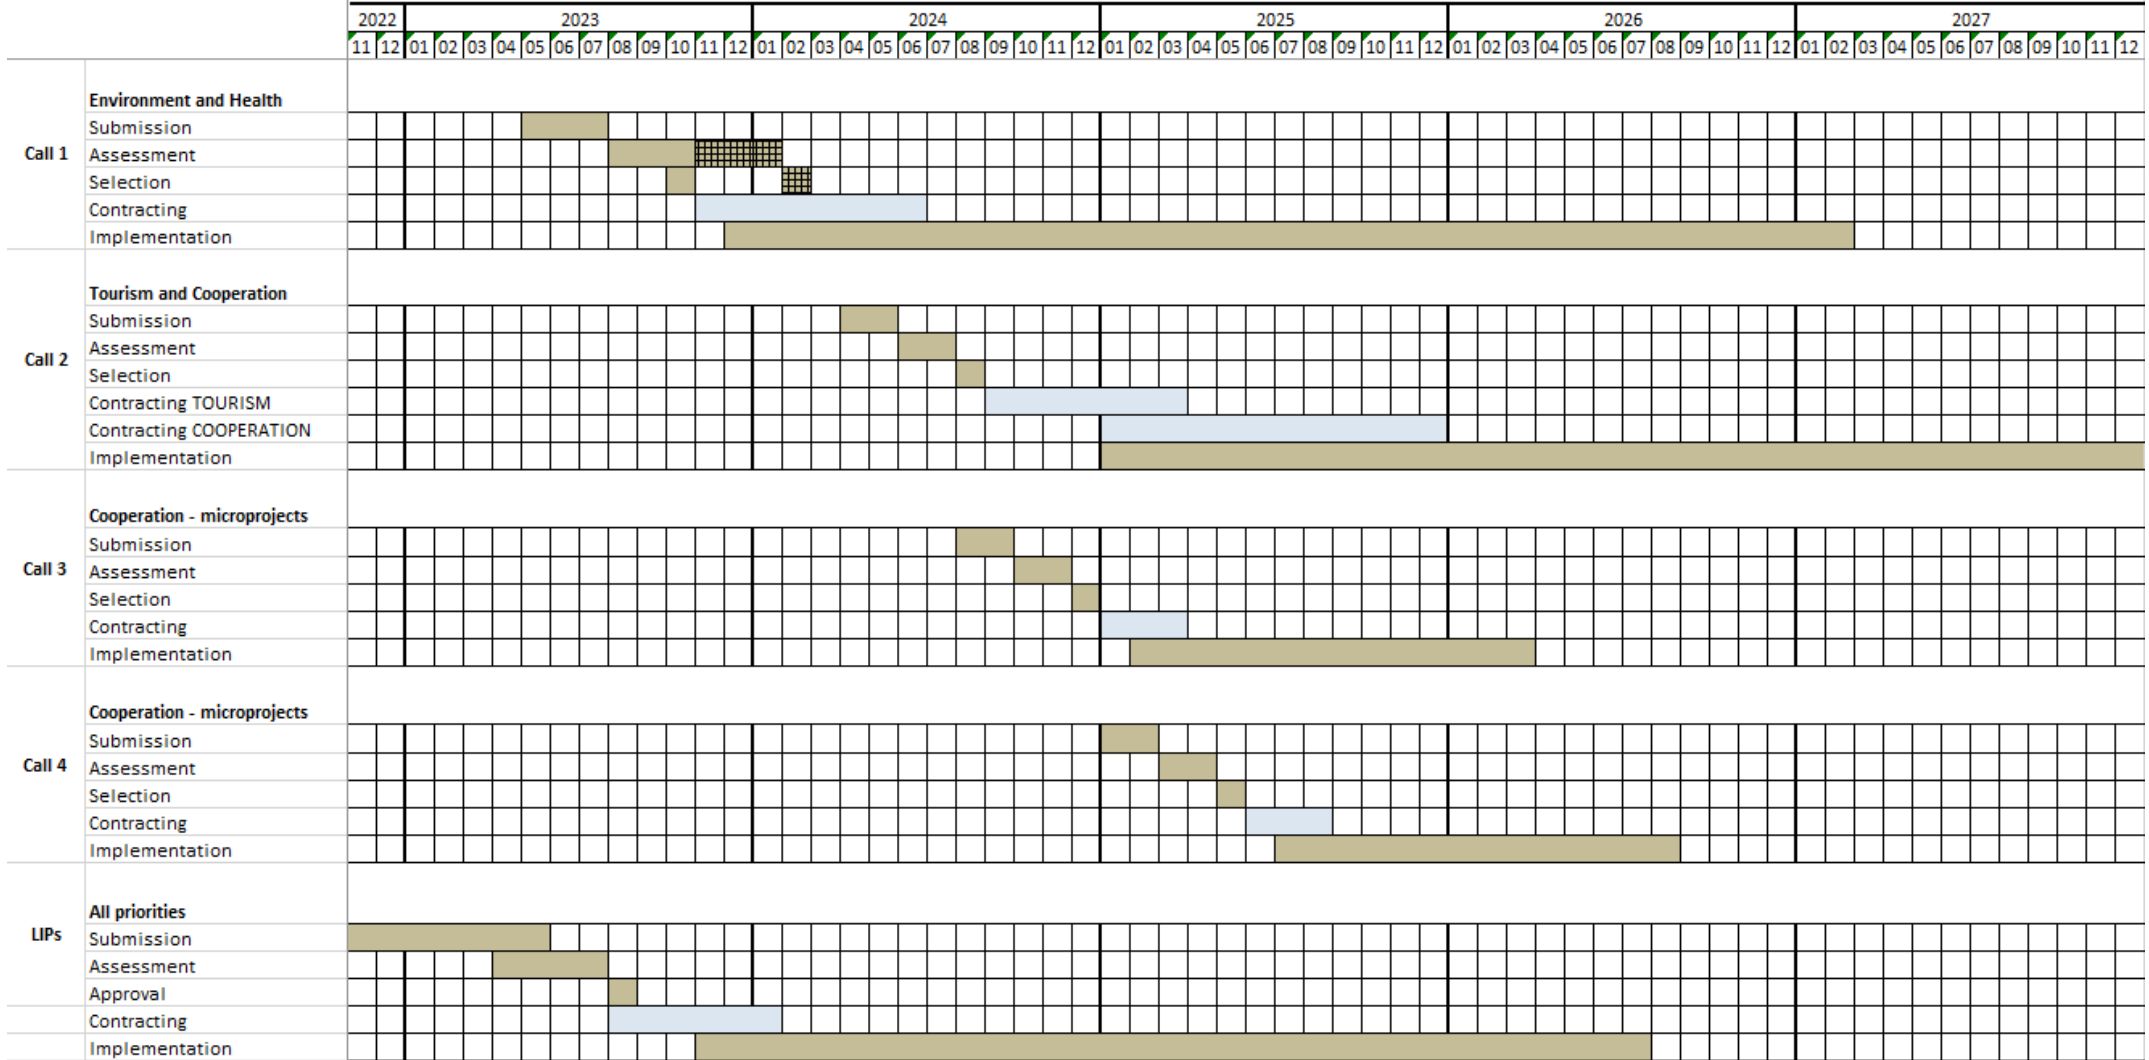 2022 2023 2024 2025 2026 2027
11 12 01 02 03 04 05 06 07 08 09 10 11 12 01 02 03 04 05 06 07 08 09 10 11 12 01 02 03 04 05 06 07 08 09 10 11 12 01 02 03 04 05 06 07 08 09 10 11 12 01 02 03 04 05 06 07 08 09 10 11 12
Call 1
Environment and Health
Submission
Assessment
Selection
Contracting
Implementation
Call 2
Tourism and Cooperation
Submission
Assessment
Selection
Contracting TOURISM
Contracting COOPERATION
Implementation
Call 3
Cooperation - microprojects
Submission
Assessment
Selection
Contracting
Implementation
Call 4
Cooperation - microprojects
Submission
Assessment
Selection
Contracting
Implementation
LIPs
All priorities
Submission
Assessment
Approval
Contracting
Implementation